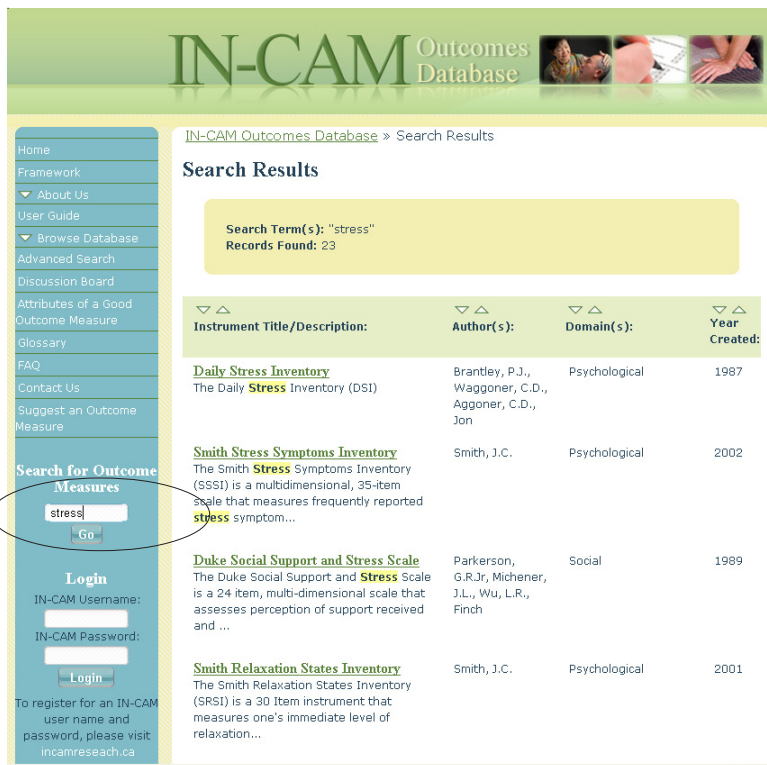 IN-CAM Outcomes
Database
IN-CAM Outcomes Database » Search Results
Home
Framework
About Us
User Guide
Browse Database
Advanced Search
Discussion Board
Attributes of a Good
Outcome Measure
Glossary
FAQ
Contact Us
Suggest an Outcome
Measure
Search for Outcome
Measures
stress
Go
Login
IN-CAM Username:
IN-CAM Password:
Login
To register for an IN-CAM
user name and
password, please visit
incamreseach.ca
Search Results
Search Term(s): "stress"
Records Found: 23
Instrument Title/Description: Author(s): Domain(s): Year
Created:
Daily Stress Inventory Brantley, P.J., Psychological 1987
The Daily Stress Inventory (DSI) Waggoner, C.D.,
Aggoner, C.D.,
Jon
Smith Stress Symptoms Inventory Smith, J.C. Psychological 2002
The Smith Stress Symptoms Inventory
(SSSI) is a multidimensional, 35-item
scale that measures frequently reported
stress symptom...
Duke Social Support and Stress Scale Parkerson, Social 1989
The Duke Social Support and Stress Scale G.R.Jr, Michener,
is a 24 item, multi-dimensional scale that J.L., Wu, L.R.,
assesses perception of support received Finch
and ...
Smith Relaxation States Inventory Smith, J.C. Psychological 2001
The Smith Relaxation States Inventory
(SRSI) is a 30 Item instrument that
measures one's immediate level of
relaxation...